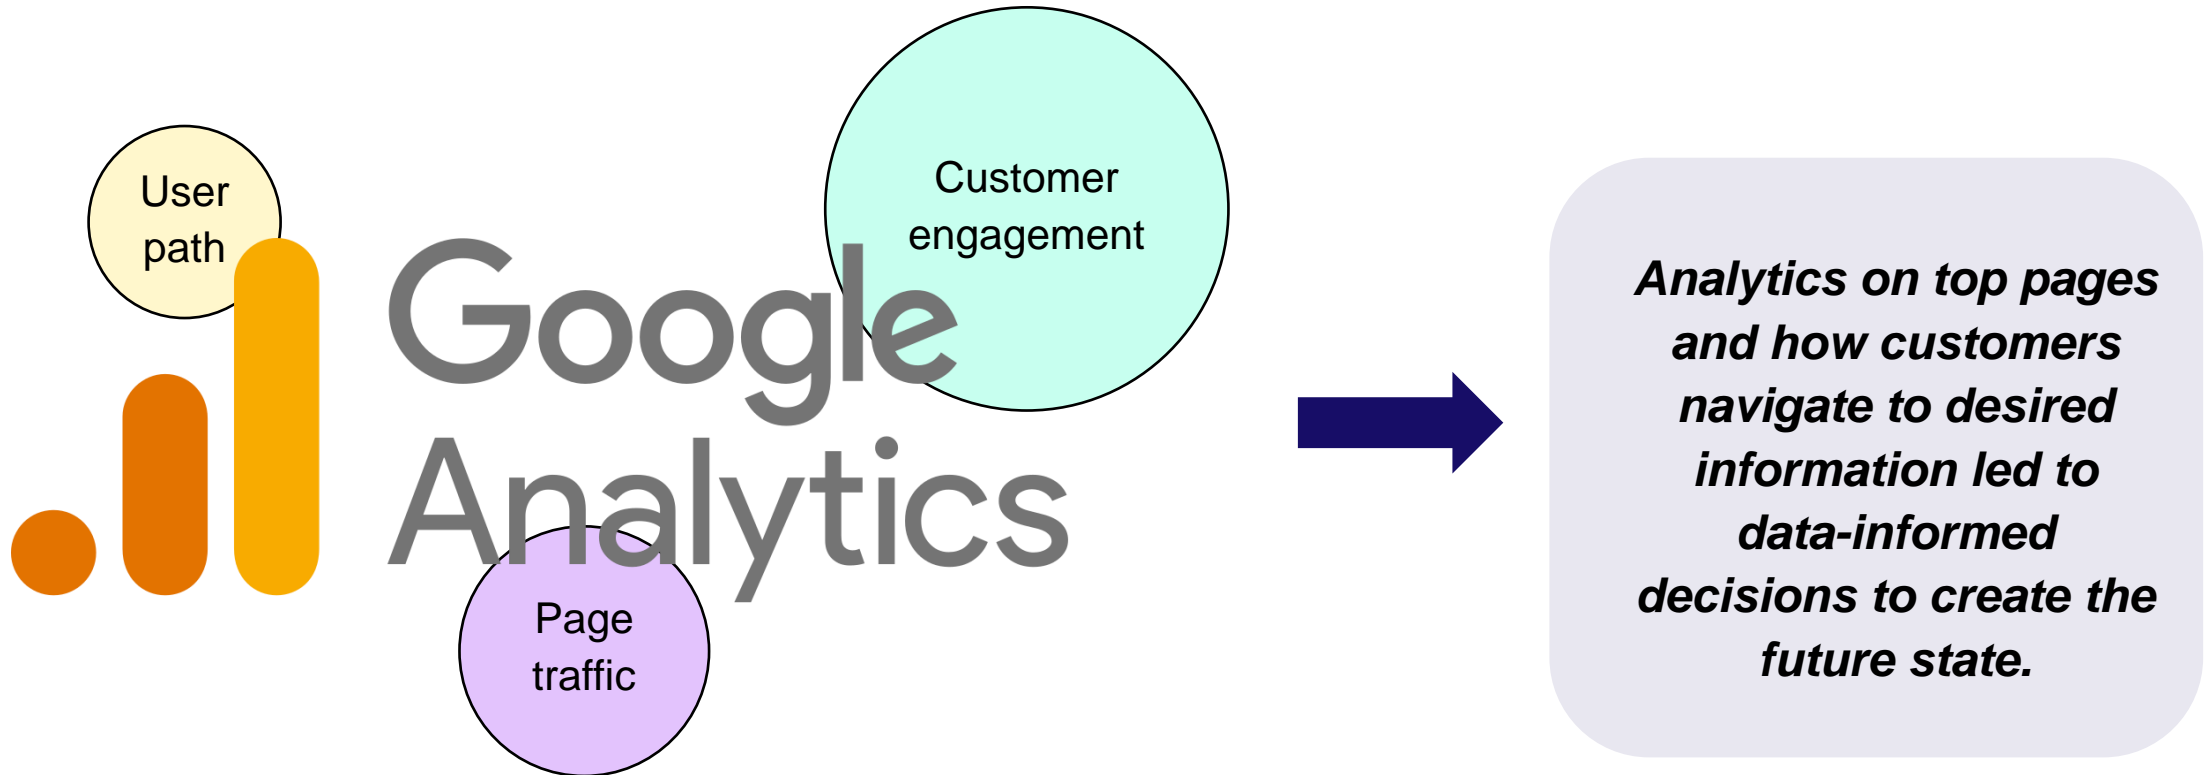 User
path
Customer
engagement
Google
Analytics
Page
traffic
Analytics on top pages
and how customers
navigate to desired
information led to
data-informed
decisions to create the
future state.